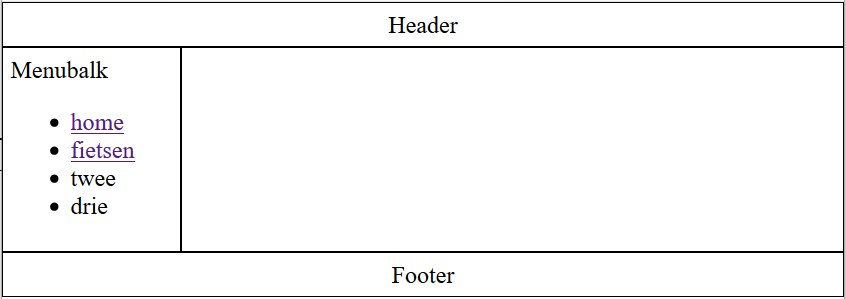 Header
Menubalk
home
fietsen
twee
drie
Footer